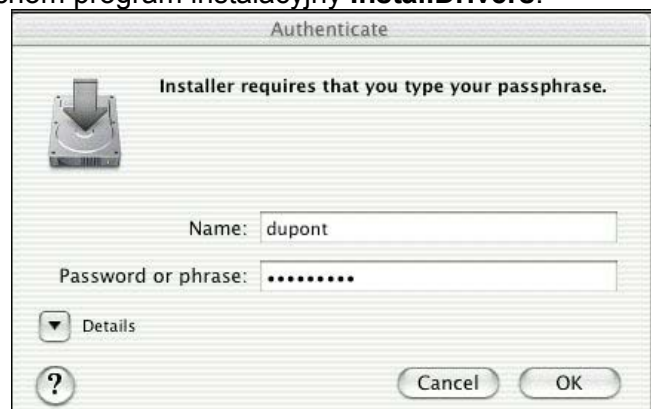 program instalacyjny InstallDrivers.
Authenticate
Installer requires that you type your passphrase.
Name: dupont
Password or phrase: •••••••••
Details
? Cancel OK